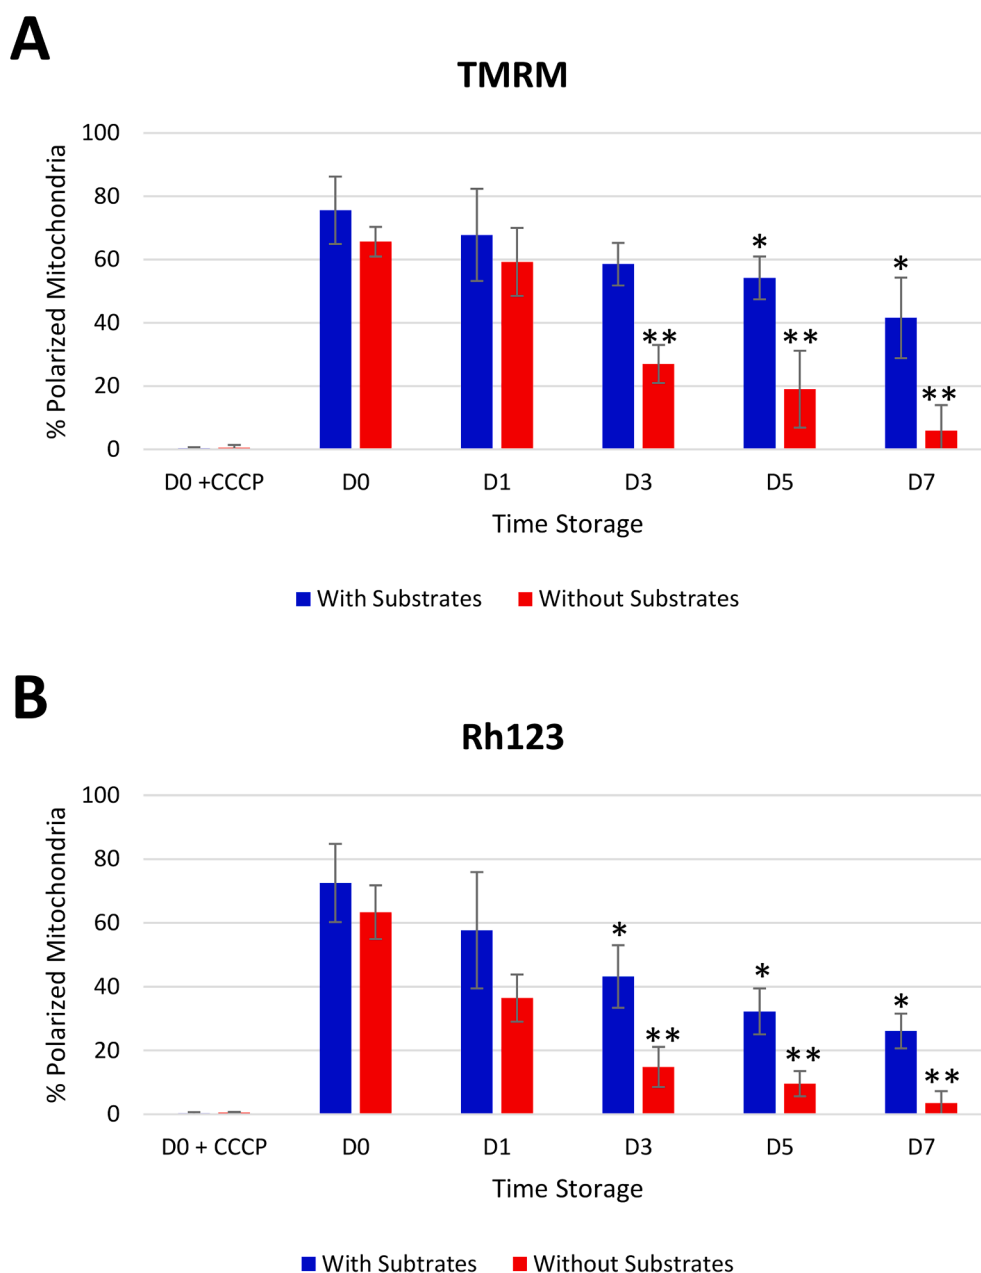 A
TMRM
% Polarized Mitochondria
100
80
60
40
20
0
*
*
**
**
**
D0 +CCCP D0 D1 D3 D5 D7
Time Storage
With Substrates Without Substrates
B
Rh123
% Polarized Mitochondria
100
80
60
40
20
0
*
*
*
**
**
**
D0 + CCCP D0 D1 D3 D5 D7
Time Storage
With Subtrates Without Substrates